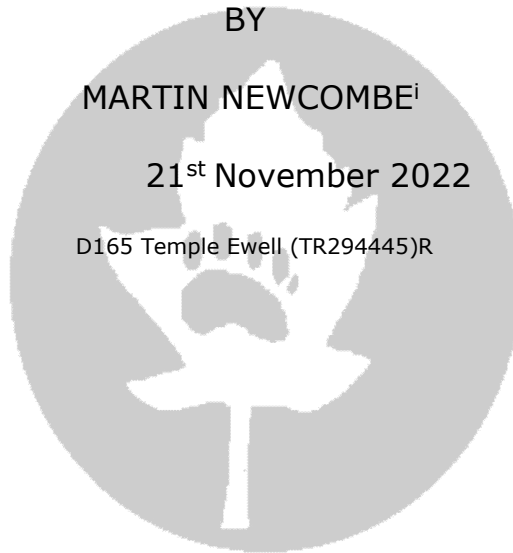 BY
MARTIN NEWCOMBEⁱ
21ˢᵗ November 2022
D165 Temple Ewell (TR294445)R